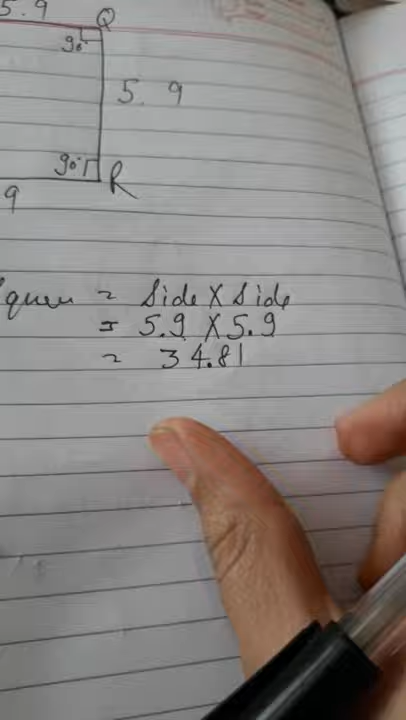 5.9 Q
90°
5.9
90° R
9
quare = Side X Side
= 5.9 X 5.9
= 34.81